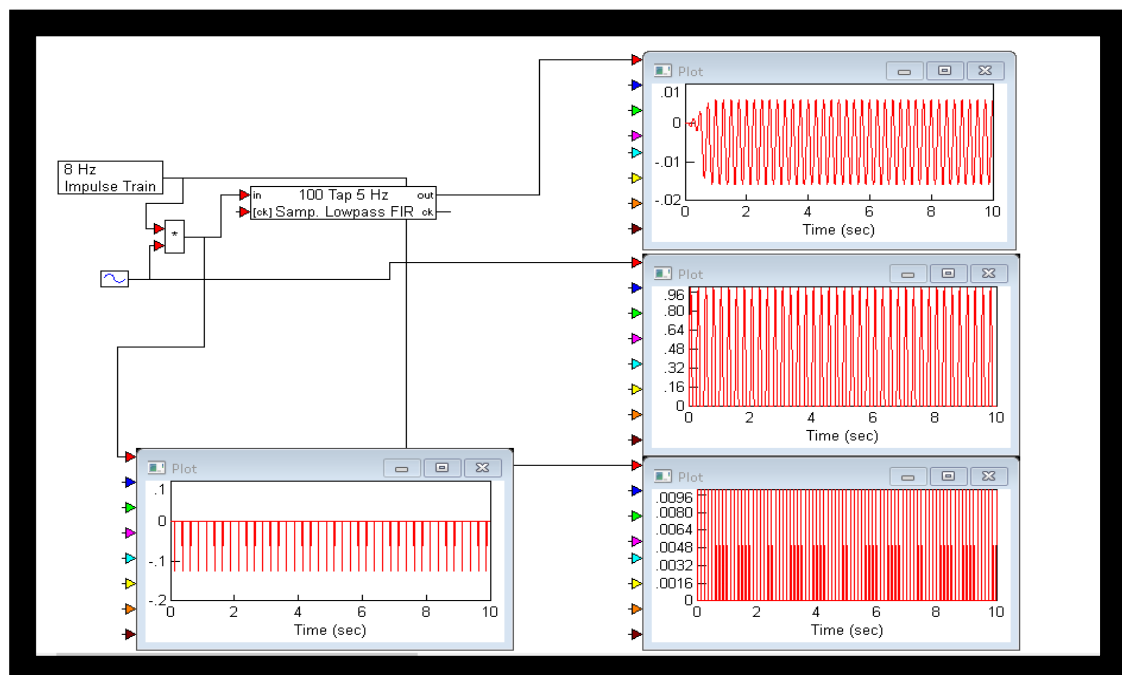 8 Hz
Impulse Train
*
in 100 Tap 5 Hz out
[ck] Samp. Lowpass FIR ck
Plot
.01
0
-.01
-.02
0 2 4 6 8 10
Time (sec)
Plot
.96
.80
.64
.48
.32
.16
0
0 2 4 6 8 10
Time (sec)
Plot
.1
0
-.1
-.2
0 2 4 6 8 10
Time (sec)
Plot
.0096
.0080
.0064
.0048
.0032
.0016
0
0 2 4 6 8 10
Time (sec)